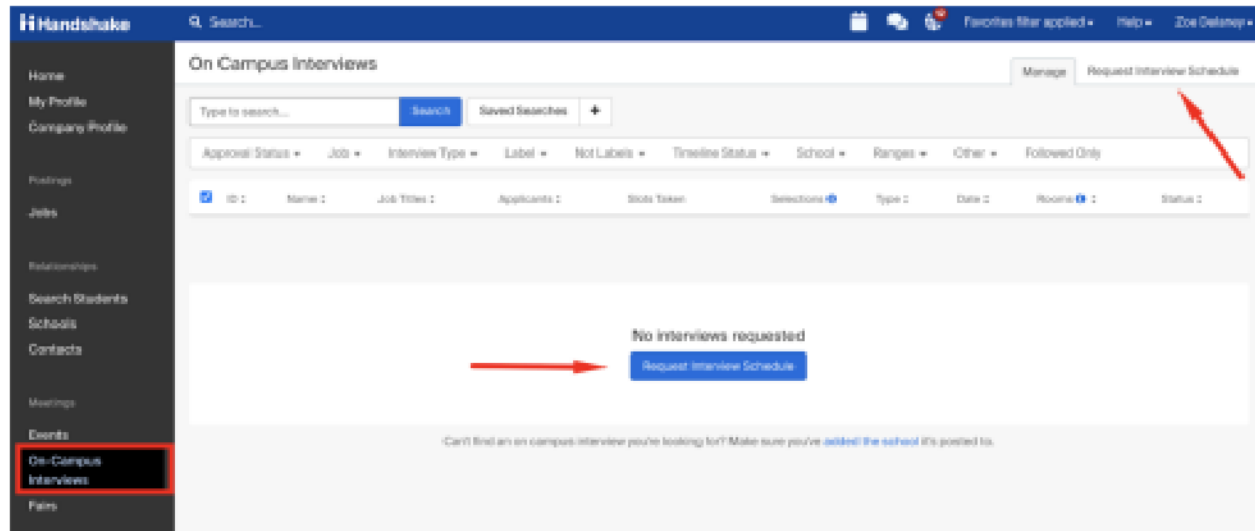 Handshake
Search...
Favorites filter applied
Help
Zoe Delaney
Home
My Profile
Company Profile
Postings
Jobs
Relationships
Search Students
Schools
Contacts
Meetings
Events
On-Campus
Interviews
Fairs
On Campus Interviews
Manage
Request Interview Schedule
Type to search...
Search
Saved Searches
+
Approval Status
Job
Interview Type
Label
Not Labels
Timeline Status
School
Ranges
Other
Followed Only
ID
Name
Job Titles
Applicants
Slots Taken
Selections
Type
Date
Rooms
Status
No interviews requested
Request Interview Schedule
Can't find an on campus interview you're looking for? Make sure you've added the school it's posted to.